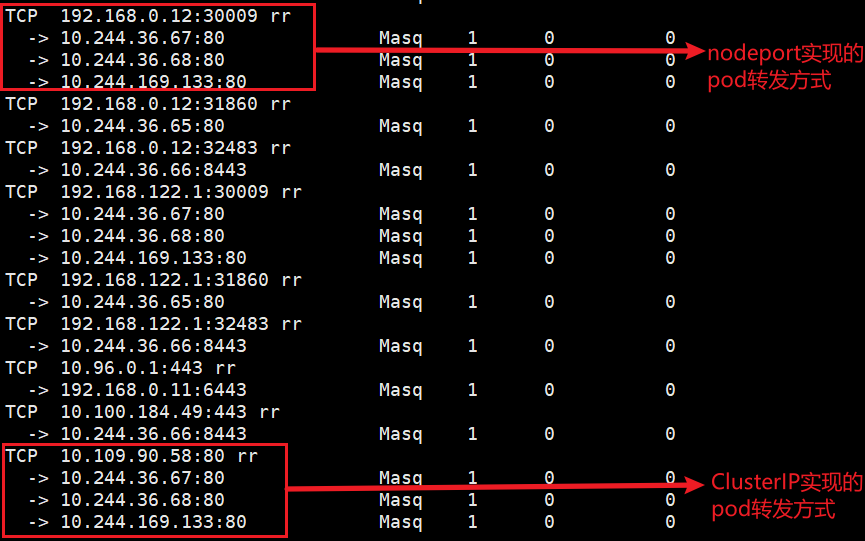 TCP  192.168.0.12:30009 rr
  -> 10.244.36.67:80              Masq    1      0          0
  -> 10.244.36.68:80              Masq    1      0          0
  -> 10.244.169.133:80            Masq    1      0          0
nodeport实现的
pod转发方式
TCP  192.168.0.12:31860 rr
  -> 10.244.36.65:80              Masq    1      0          0
TCP  192.168.0.12:32483 rr
  -> 10.244.36.66:8443            Masq    1      0          0
TCP  192.168.122.1:30009 rr
  -> 10.244.36.67:80              Masq    1      0          0
  -> 10.244.36.68:80              Masq    1      0          0
  -> 10.244.169.133:80            Masq    1      0          0
TCP  192.168.122.1:31860 rr
  -> 10.244.36.65:80              Masq    1      0          0
TCP  192.168.122.1:32483 rr
  -> 10.244.36.66:8443            Masq    1      0          0
TCP  10.96.0.1:443 rr
  -> 192.168.0.11:6443            Masq    1      0          0
TCP  10.100.184.49:443 rr
  -> 10.244.36.66:8443            Masq    1      0          0
TCP  10.109.90.58:80 rr
  -> 10.244.36.67:80              Masq    1      0          0
  -> 10.244.36.68:80              Masq    1      0          0
  -> 10.244.169.133:80            Masq    1      0          0
ClusterIP实现的
pod转发方式